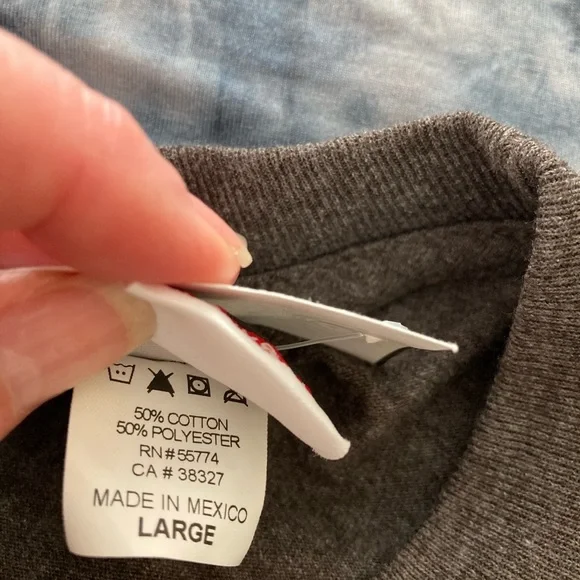 50% COTTON
50% POLYESTER
RN#55774
CA # 38327
MADE IN MEXICO
LARGE